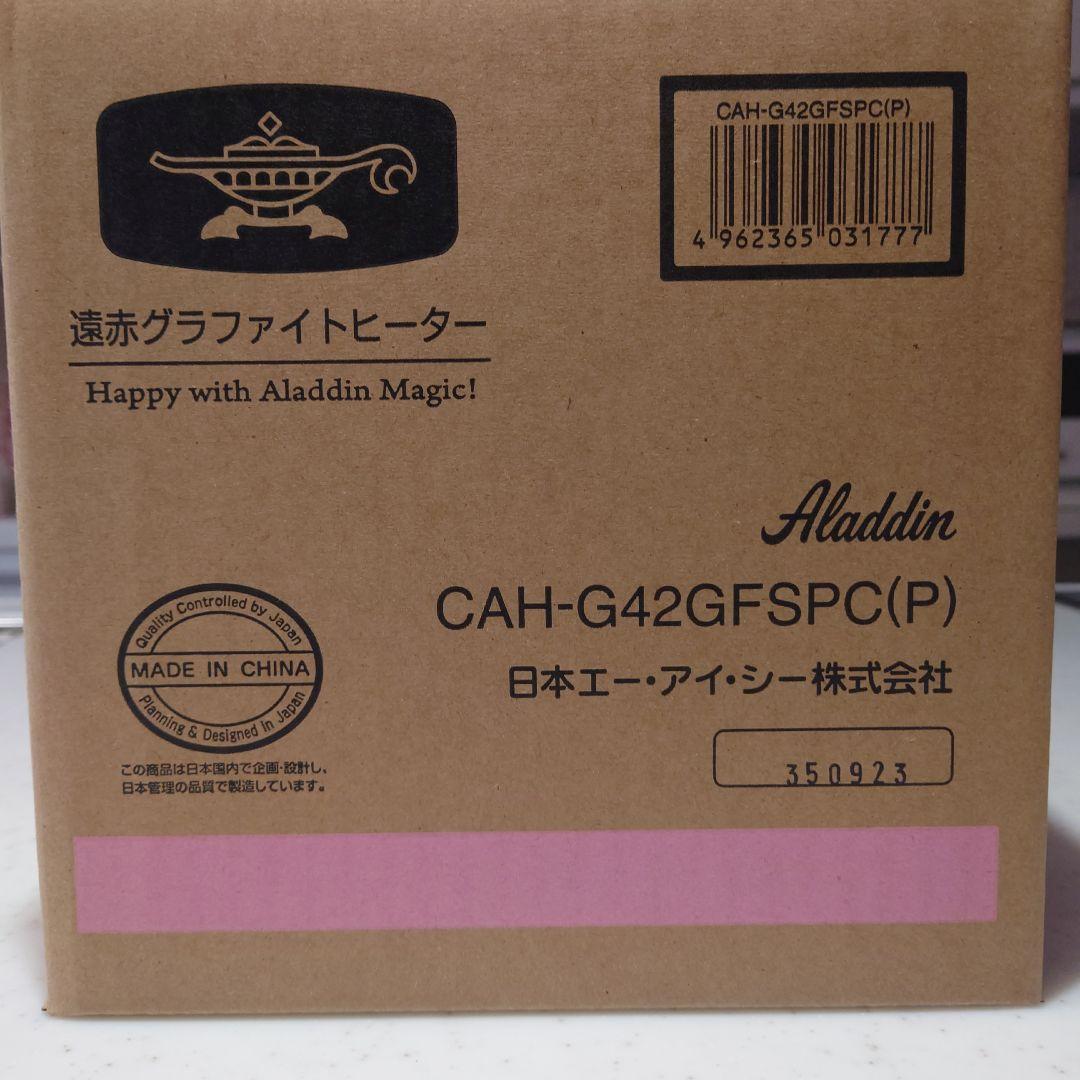 CAH-G42GFSPC(P)
4 962365 031777
遠赤グラファイトヒーター
Happy with Aladdin Magic!
Aladdin
CAH-G42GFSPC(P)
日本エー・アイ・シー株式会社
350923
Quality Controlled by Japan
MADE IN CHINA
Planning & Designed in Japan
この商品は日本国内で企画・設計し、
日本管理の品質で製造しています。